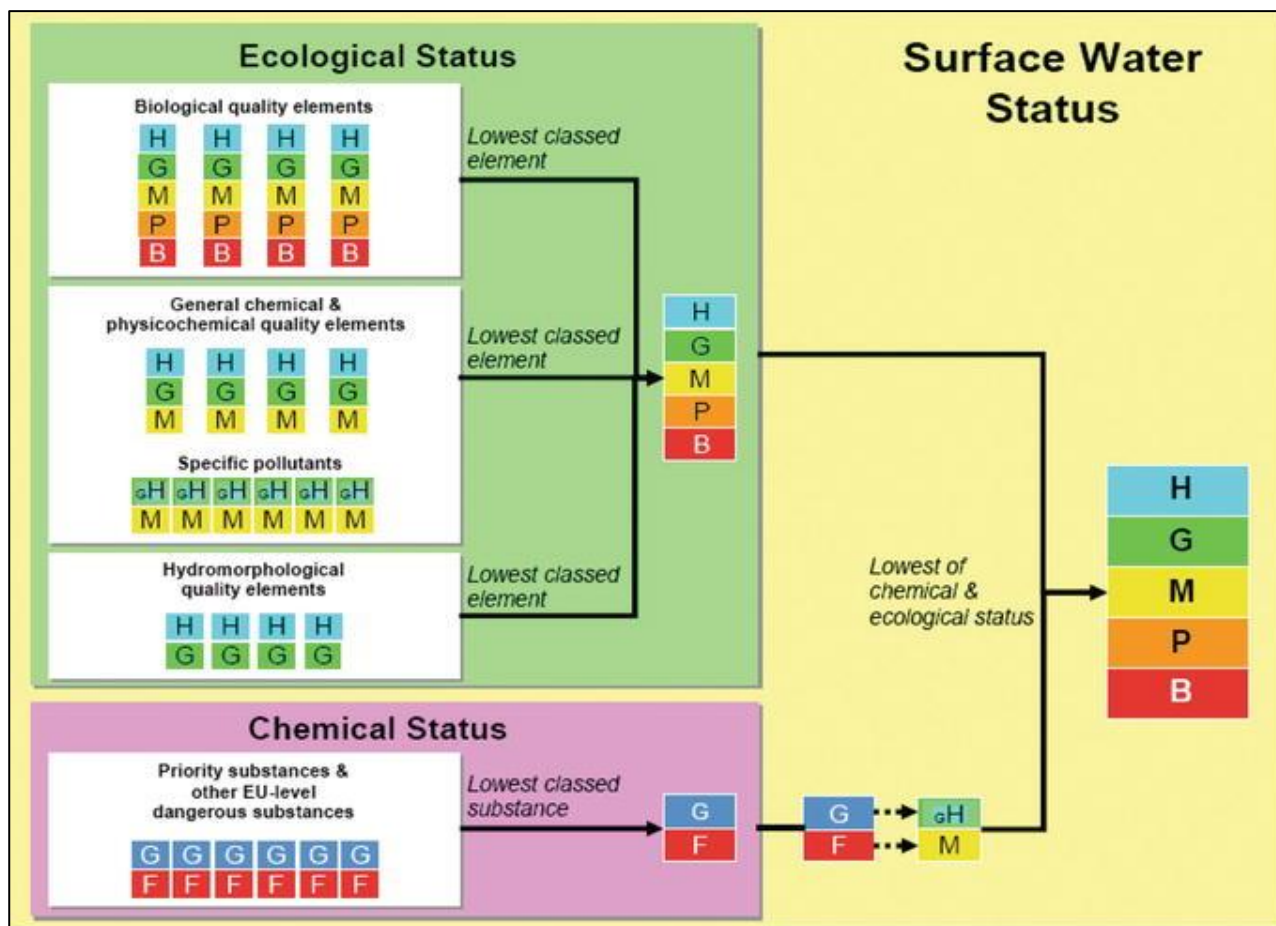 Ecological Status
Surface Water
Status
Biological quality elements
H H H H
G G G G
M M M M
P P P P
B B B B
Lowest classed
element
General chemical &
physicochemical quality elements
H H H H
G G G G
M M M M
Lowest classed
element
Specific pollutants
GH GH GH GH GH GH
M M M M M M
Hydromorphological
quality elements
H H H H
G G G G
Lowest classed
element
H
G
M
P
B
Chemical Status
Priority substances &
other EU-level
dangerous substances
G G G G G G
F F F F F F
Lowest classed
substance
G
F
G
F
GH
M
Lowest of
chemical &
ecological status
H
G
M
P
B